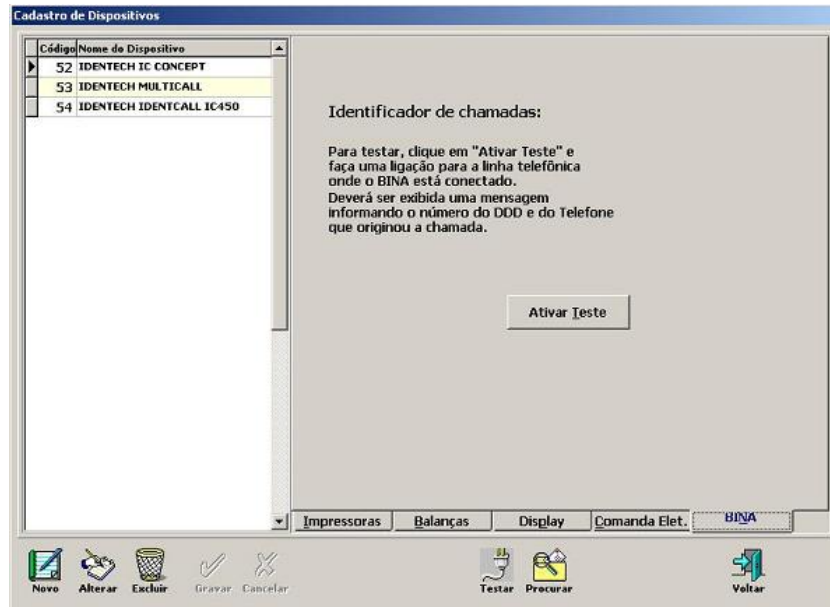 Cadastro de Dispositivos
Código Nome do Dispositivo
52 IDENTECH IC CONCEPT
53 IDENTECH MULTICALL
54 IDENTECH IDENTCALL IC450
Identificador de chamadas:
Para testar, clique em "Ativar Teste" e
faça uma ligação para a linha telefônica
onde o BINA está conectado.
Deverá ser exibida uma mensagem
informando o número do DDD e do Telefone
que originou a chamada.
Ativar Teste
Impressoras Balanças Display Comanda Elet. BINA
Novo Alterar Excluir Gravar Cancelar Testar Procurar Voltar